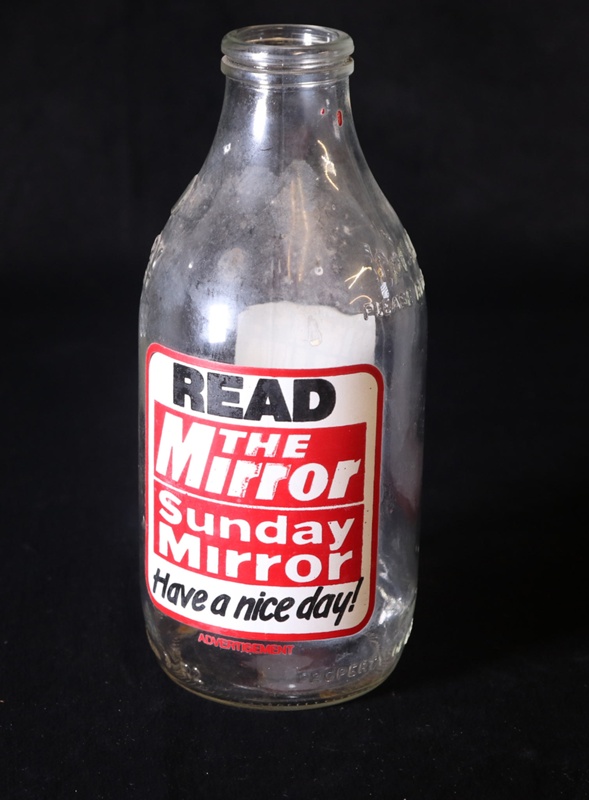 READ
THE
Mirror
Sunday
Mirror
Have a nice day!
ADVERTISEMENT